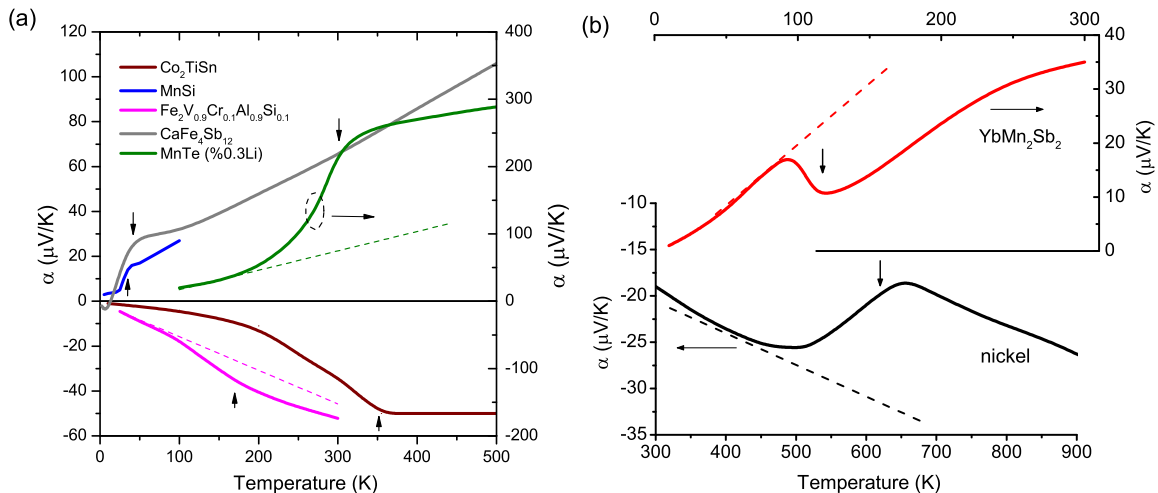 (a)
120
100
80
60
40
20
0
-20
-40
-60
α (μV/K)
Co2TiSn
MnSi
Fe2V0.9Cr0.1Al0.9Si0.1
CaFe4Sb12
MnTe (%0.3Li)
400
300
200
100
0
-100
-200
α (μV/K)
0 100 200 300 400 500
Temperature (K)
(b)
0 100 200 300
40
30
20
10
0
α (μV/K)
YbMn2Sb2
-10
-15
-20
-25
-30
-35
α (μV/K)
nickel
300 400 500 600 700 800 900
Temperature (K)